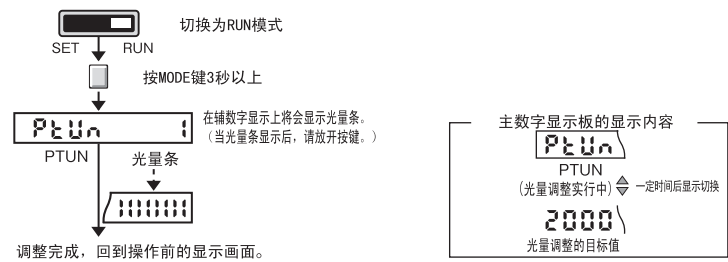 切换为RUN模式
SET RUN
按MODE键3秒以上
PtUn 1
在辅数字显示上将会显示光量条。
（当光量条显示后，请放开按键。）
PTUN 光量条
调整完成，回到操作前的显示画面。
主数字显示板的显示内容
PtUn
PTUN
(光量调整实行中) 一定时间后显示切换
2000
光量调整的目标值